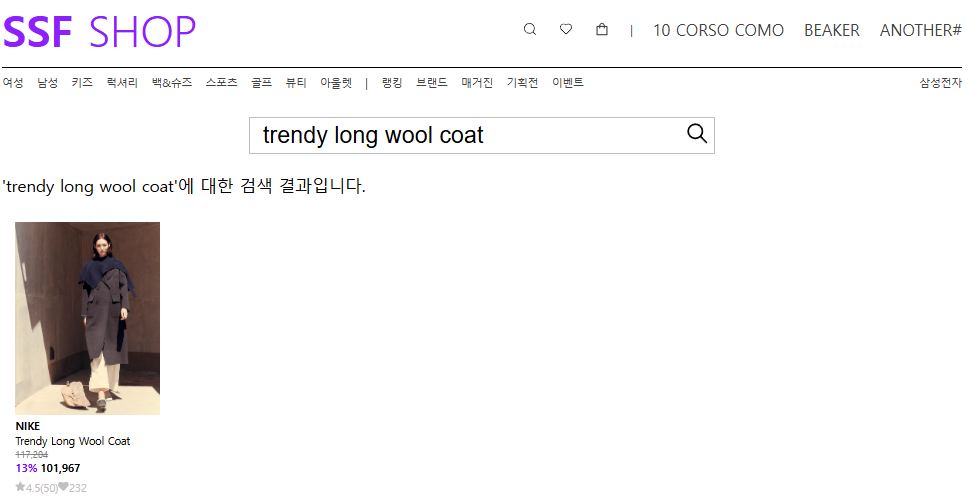 SSF SHOP
| 10 CORSO COMO BEAKER ANOTHER#
여성 남성 키즈 럭셔리 백&슈즈 스포츠 골프 뷰티 아울렛 | 랭킹 브랜드 매거진 기획전 이벤트 삼성전자
trendy long wool coat
'trendy long wool coat'에 대한 검색 결과입니다.
NIKE
Trendy Long Wool Coat
117,204
13% 101,967
★4.5(50)♥232